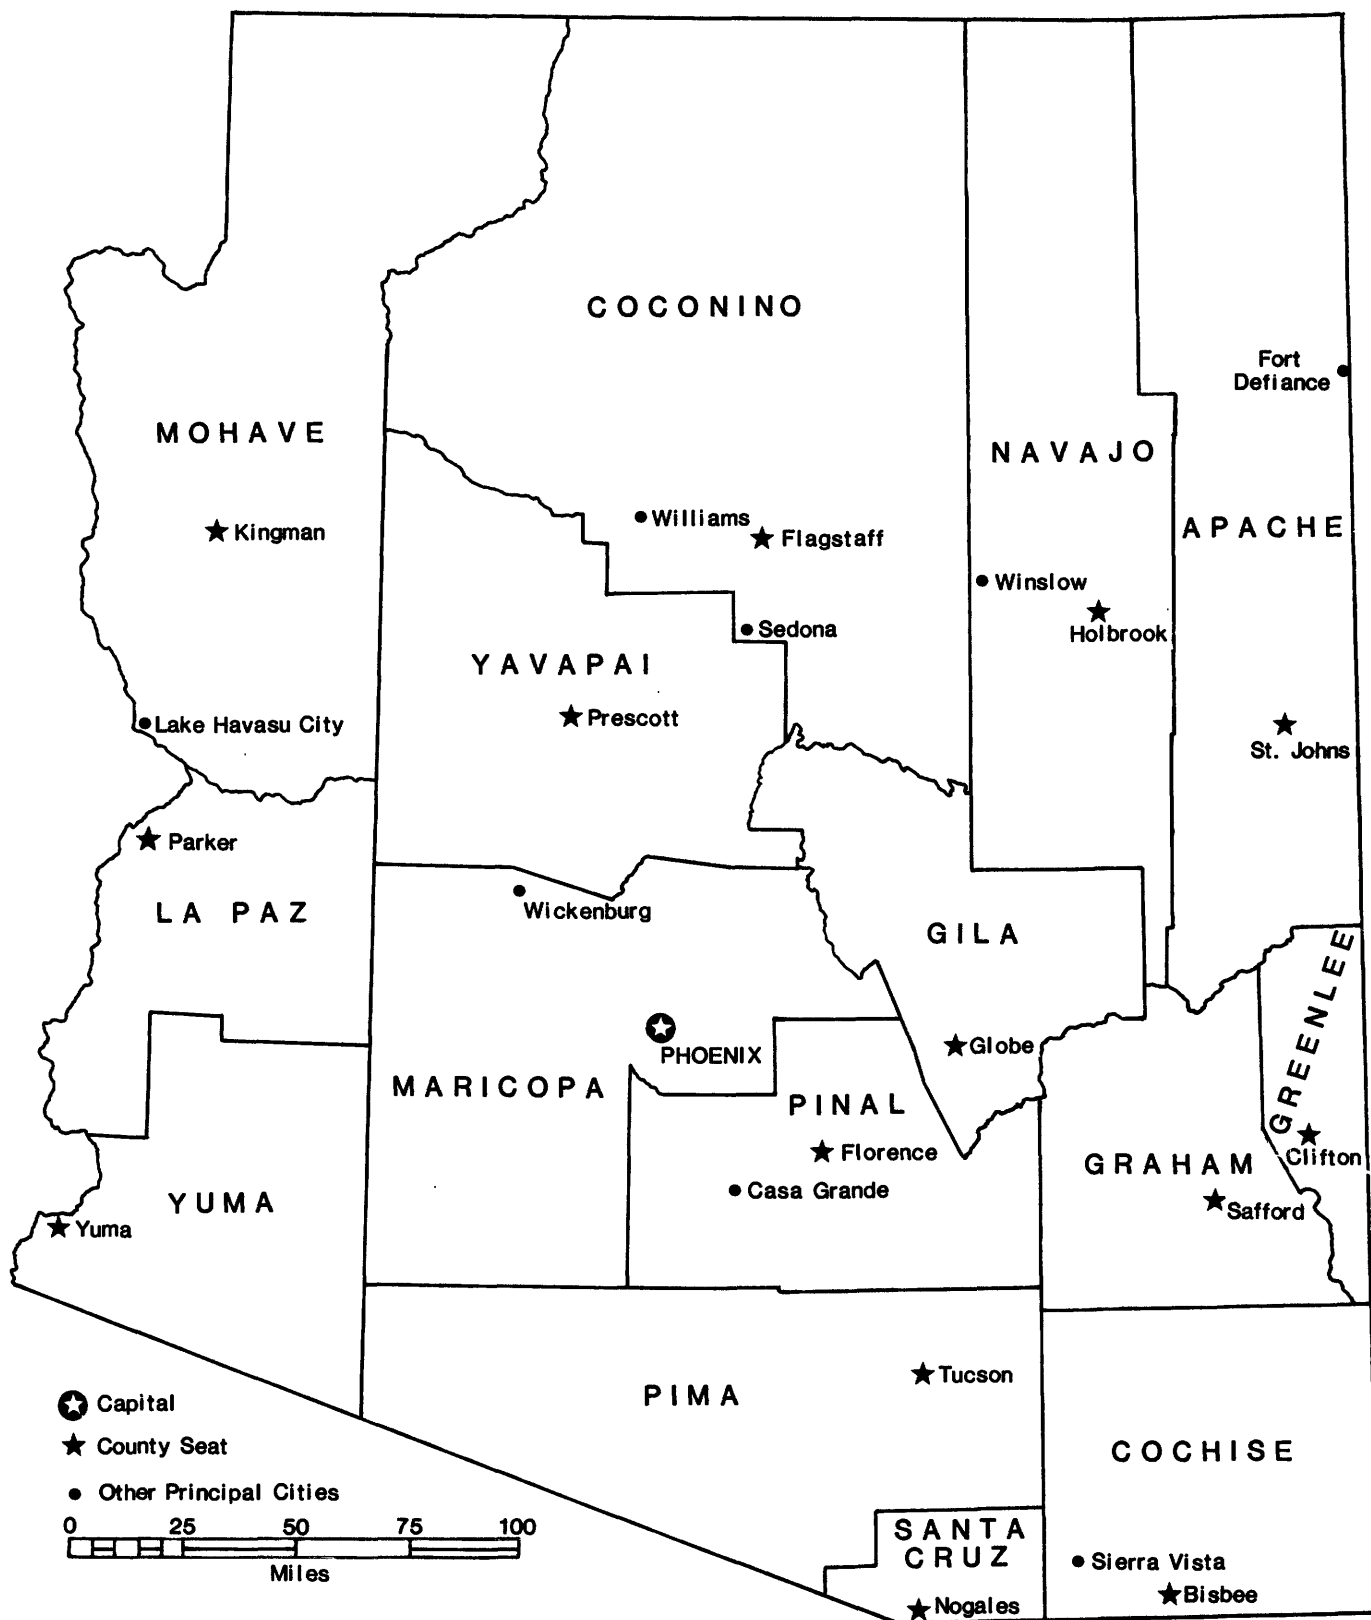 COCONINO
Fort
Defiance
MOHAVE
NAVAJO
Williams
APACHE
Kingman
Flagstaff
Winslow
Holbrook
Sedona
YAVAPAI
Prescott
Lake Havasu City
St. Johns
Parker
LA PAZ
Wickenburg
GILA
GREENLEE
PHOENIX
Globe
MARICOPA
PINAL
Florence
Clifton
GRAHAM
Casa Grande
YUMA
Safford
Yuma
Tucson
PIMA
Capital
County Seat
COCHISE
Other Principal Cities
0 25 50 75 100
Miles
SANTA
CRUZ
Sierra Vista
Bisbee
Nogales